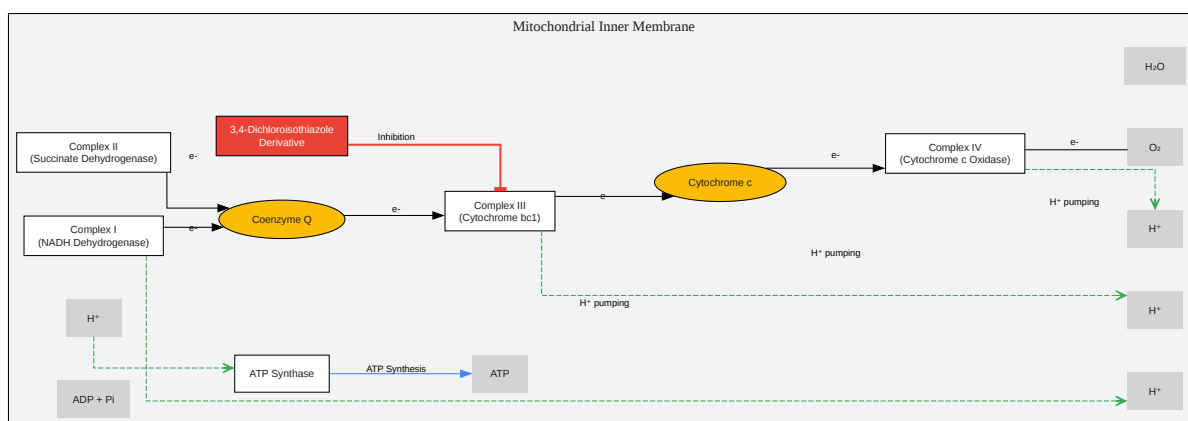 Mitochondrial Inner Membrane
H₂O
3,4-Dichloroisothiazole
Derivative
Inhibition
Complex II
(Succinate Dehydrogenase)
e-
Complex IV
(Cytochrome c Oxidase)
e-
O₂
e-
Cytochrome c
H⁺ pumping
Complex I
(NADH Dehydrogenase)
e-
Coenzyme Q
e-
Complex III
(Cytochrome bc1)
e-
H⁺
H⁺ pumping
H⁺ pumping
H⁺
H⁺
ATP Synthase
ATP Synthesis
ATP
ADP + Pi
H⁺